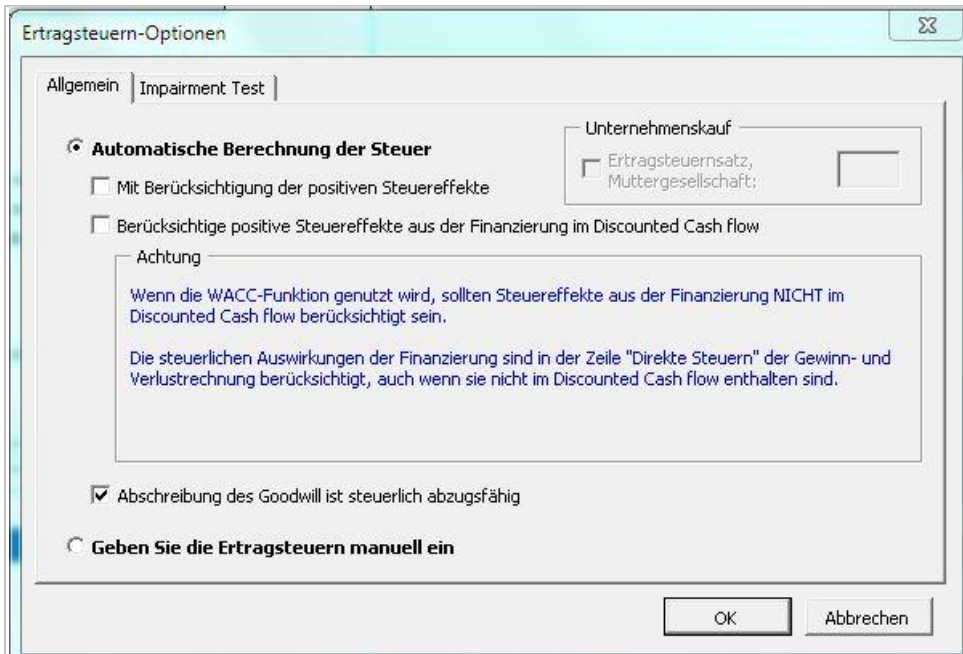 Ertragsteuern-Optionen
Allgemein
Impairment Test
Automatische Berechnung der Steuer
Unternehmenskauf
Ertragsteuernsatz,
Muttergesellschaft:
Mit Berücksichtigung der positiven Steuereffekte
Berücksichtige positive Steuereffekte aus der Finanzierung im Discounted Cash flow
Achtung
Wenn die WACC-Funktion genutzt wird, sollten Steuereffekte aus der Finanzierung NICHT im
Discounted Cash flow berücksichtigt sein.
Die steuerlichen Auswirkungen der Finanzierung sind in der Zeile "Direkte Steuern" der Gewinn- und
Verlustrechnung berücksichtigt, auch wenn sie nicht im Discounted Cash flow enthalten sind.
Abschreibung des Goodwill ist steuerlich abzugsfähig
Geben Sie die Ertragsteuern manuell ein
OK
Abbrechen